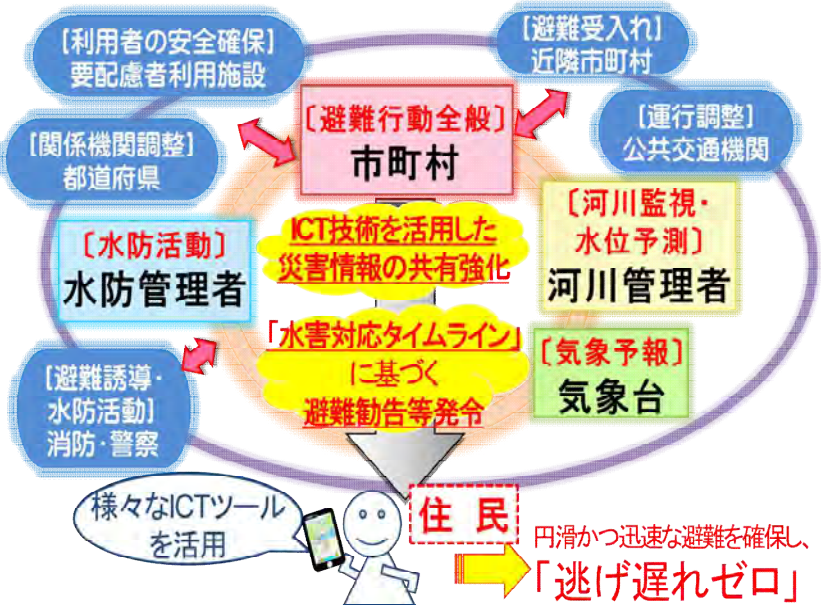 [利用者の安全確保]
要配慮者利用施設
[避難受入れ]
近隣市町村
[関係機関調整]
都道府県
〔避難行動全般〕
市町村
[運行調整]
公共交通機関
〔水防活動〕
水防管理者
ICT技術を活用した
災害情報の共有強化
〔河川監視・
水位予測〕
河川管理者
「水害対応タイムライン」
に基づく
避難勧告等発令
〔気象予報〕
気象台
[避難誘導・
水防活動]
消防・警察
様々なICTツール
を活用
住 民
円滑かつ迅速な避難を確保し、
「逃げ遅れゼロ」